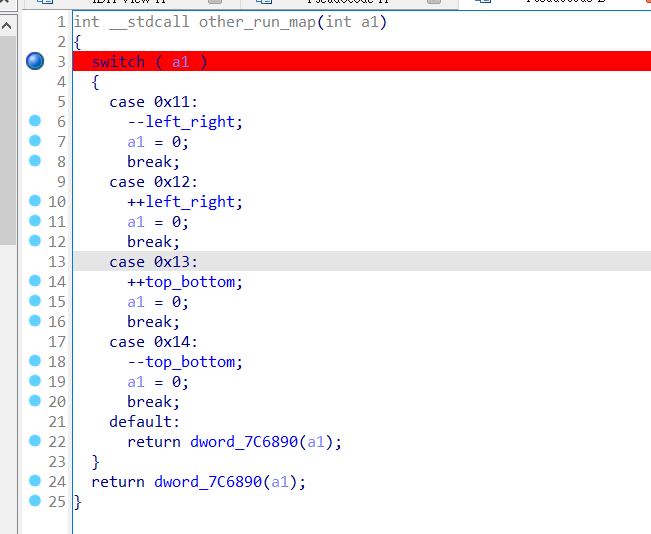 1 int __stdcall other_run_map(int a1)
2 {
3 switch ( a1 )
4 {
5 case 0x11:
6 --left_right;
7 a1 = 0;
8 break;
9 case 0x12:
10 ++left_right;
11 a1 = 0;
12 break;
13 case 0x13:
14 ++top_bottom;
15 a1 = 0;
16 break;
17 case 0x14:
18 --top_bottom;
19 a1 = 0;
20 break;
21 default:
22 return dword_7C6890(a1);
23 }
24 return dword_7C6890(a1);
25 }